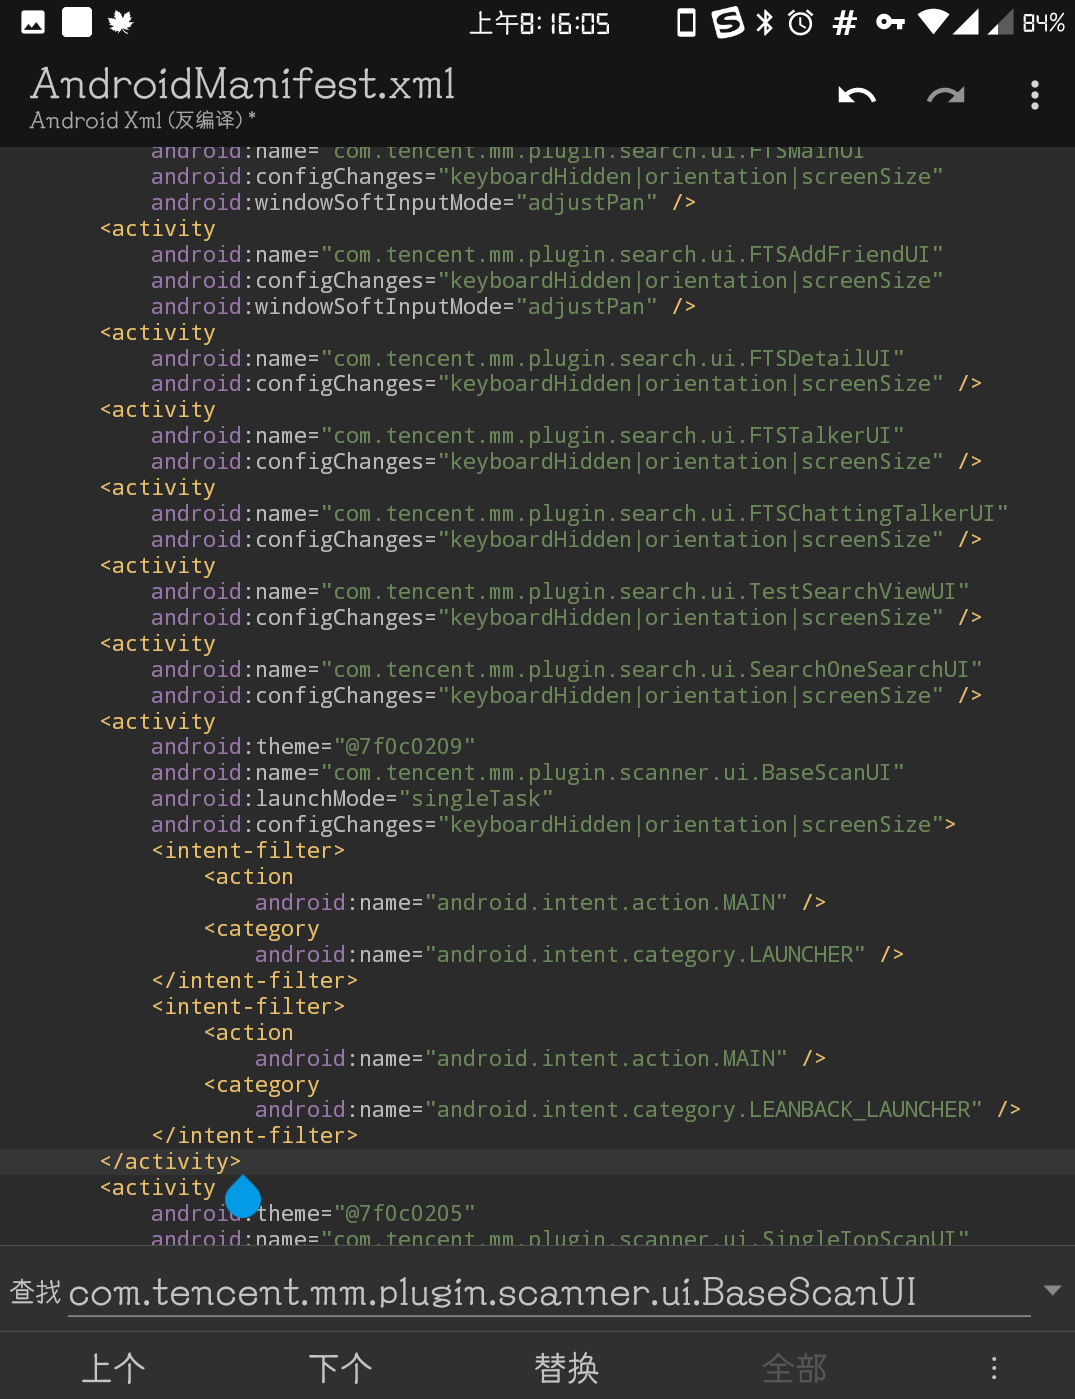 上午8:16:05 84%
AndroidManifest.xml
Android Xml (反编译) *
android:name="com.tencent.mm.plugin.search.ui.FTSMainUI"
android:configChanges="keyboardHidden|orientation|screenSize"
android:windowSoftInputMode="adjustPan" />
<activity
android:name="com.tencent.mm.plugin.search.ui.FTSAddFriendUI"
android:configChanges="keyboardHidden|orientation|screenSize"
android:windowSoftInputMode="adjustPan" />
<activity
android:name="com.tencent.mm.plugin.search.ui.FTSDetailUI"
android:configChanges="keyboardHidden|orientation|screenSize" />
<activity
android:name="com.tencent.mm.plugin.search.ui.FTSTalkerUI"
android:configChanges="keyboardHidden|orientation|screenSize" />
<activity
android:name="com.tencent.mm.plugin.search.ui.FTSChattingTalkerUI"
android:configChanges="keyboardHidden|orientation|screenSize" />
<activity
android:name="com.tencent.mm.plugin.search.ui.TestSearchViewUI"
android:configChanges="keyboardHidden|orientation|screenSize" />
<activity
android:name="com.tencent.mm.plugin.search.ui.SearchOneSearchUI"
android:configChanges="keyboardHidden|orientation|screenSize" />
<activity
android:theme="@7f0c0209"
android:name="com.tencent.mm.plugin.scanner.ui.BaseScanUI"
android:launchMode="singleTask"
android:configChanges="keyboardHidden|orientation|screenSize">
<intent-filter>
<action
android:name="android.intent.action.MAIN" />
<category
android:name="android.intent.category.LAUNCHER" />
</intent-filter>
<intent-filter>
<action
android:name="android.intent.action.MAIN" />
<category
android:name="android.intent.category.LEANBACK_LAUNCHER" />
</intent-filter>
</activity>
<activity
android:theme="@7f0c0205"
android:name="com.tencent.mm.plugin.scanner.ui.SingleTopScanUI"
查找 com.tencent.mm.plugin.scanner.ui.BaseScanUI
上个 下个 替换 全部